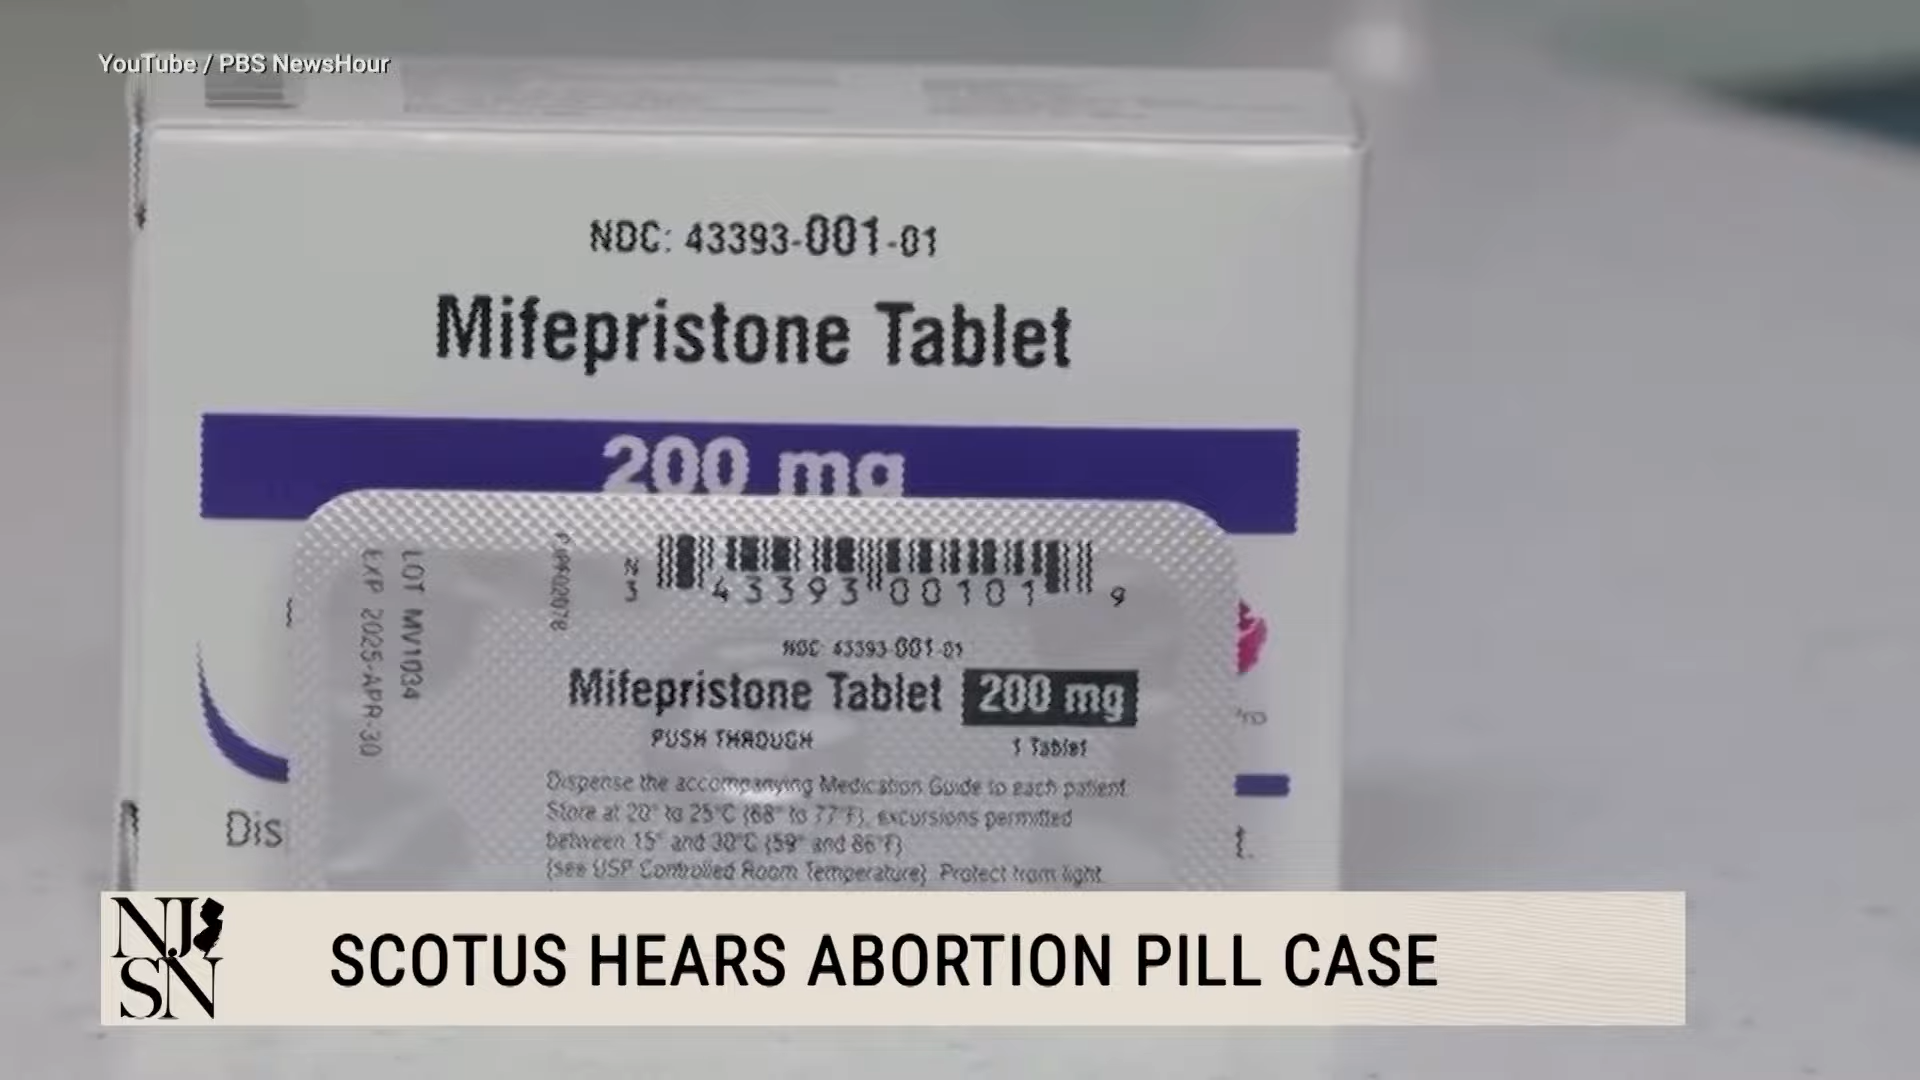 YouTube / PBS NewsHour
NDC: 43393-001-01
Mifepristone Tablet
200 mg
LOT MV1034
EXP 2025-APR-30
N
3 43393 00101 9
NDC: 43393-001-01
Mifepristone Tablet 200 mg
PUSH THROUGH
1 Tablet
Dispense the accompanying Medication Guide to each patient.
Store at 20° to 25°C (68° to 77°F), excursions permitted
between 15° and 30°C (59° and 86°F)
[see USP Controlled Room Temperature]. Protect from light.
Dis
t.
NJ
SN
SCOTUS HEARS ABORTION PILL CASE